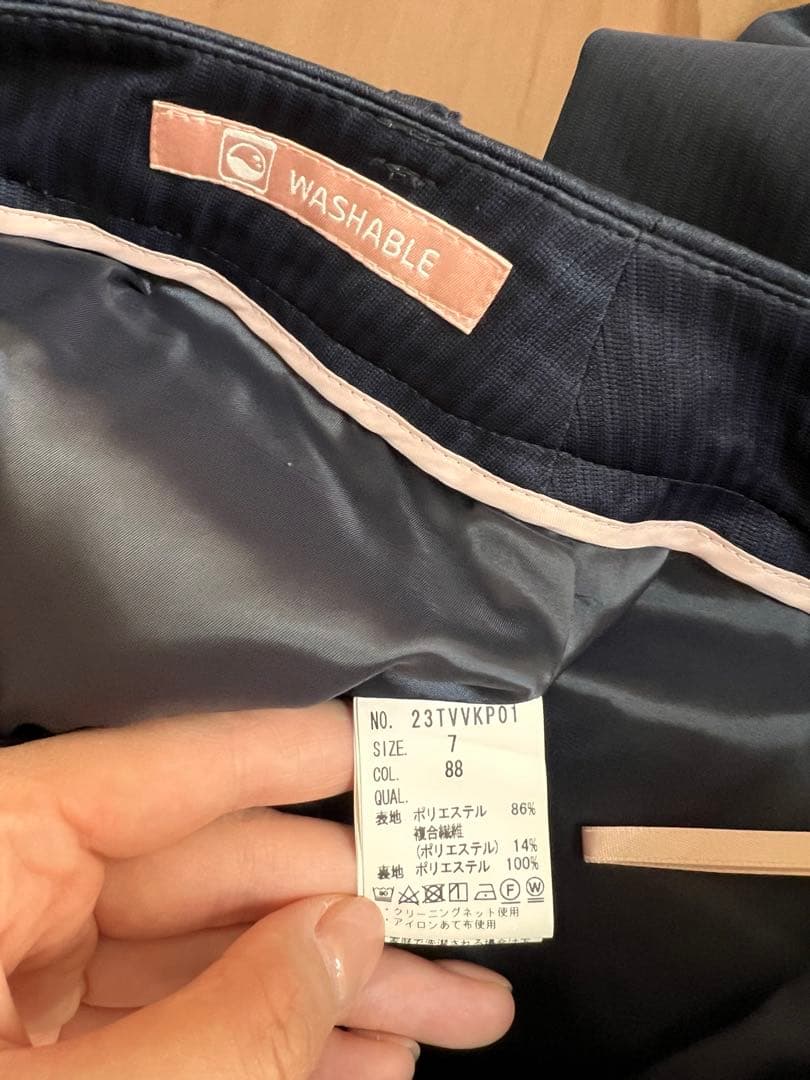 WASHABLE
NO. 23TVVKP01
SIZE. 7
COL. 88
QUAL.
表地 ポリエステル 86%
複合繊維
(ポリエステル) 14%
裏地 ポリエステル 100%
F W
・クリーニングネット使用
・アイロンあて布使用